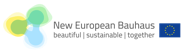 New European Bauhaus
beautiful | sustainable | together